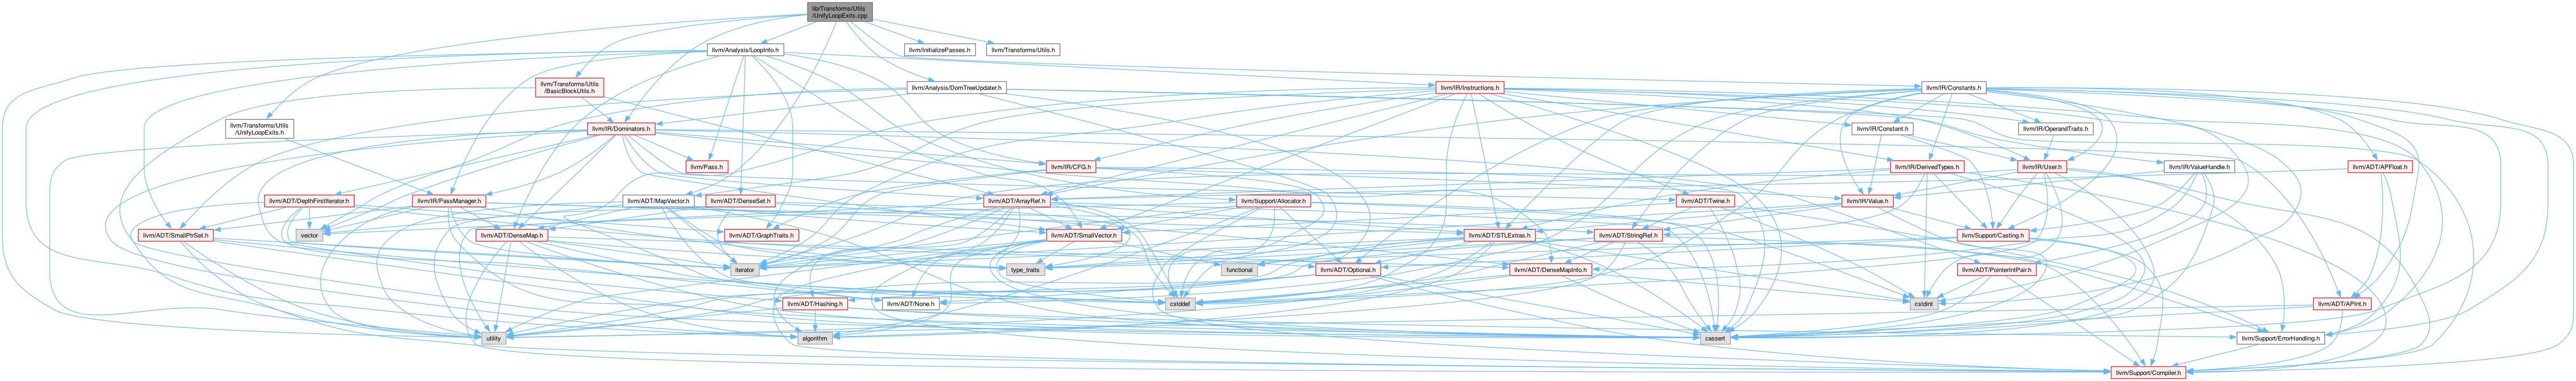 lib/Transforms/Utils
/UnifyLoopExits.cpp
llvm/Analysis/LoopInfo.h
llvm/InitializePasses.h
llvm/Transforms/Utils.h
llvm/Transforms/Utils
/BasicBlockUtils.h
llvm/Analysis/DomTreeUpdater.h
llvm/IR/Instructions.h
llvm/IR/Constants.h
llvm/Transforms/Utils
/UnifyLoopExits.h
llvm/IR/Dominators.h
llvm/IR/Constant.h
llvm/IR/OperandTraits.h
llvm/Pass.h
llvm/IR/CFG.h
llvm/IR/DerivedTypes.h
llvm/IR/User.h
llvm/IR/ValueHandle.h
llvm/ADT/APFloat.h
llvm/ADT/DepthFirstIterator.h
llvm/IR/PassManager.h
llvm/ADT/MapVector.h
llvm/ADT/DenseSet.h
llvm/ADT/ArrayRef.h
llvm/Support/Allocator.h
llvm/ADT/Twine.h
llvm/IR/Value.h
llvm/ADT/SmallPtrSet.h
vector
llvm/ADT/DenseMap.h
llvm/ADT/GraphTraits.h
llvm/ADT/SmallVector.h
llvm/ADT/STLExtras.h
llvm/ADT/StringRef.h
llvm/Support/Casting.h
iterator
type_traits
functional
llvm/ADT/Optional.h
llvm/ADT/DenseMapInfo.h
llvm/ADT/PointerIntPair.h
llvm/ADT/Hashing.h
llvm/ADT/None.h
cstddef
cstdint
llvm/ADT/APInt.h
utility
algorithm
cassert
llvm/Support/ErrorHandling.h
llvm/Support/Compiler.h